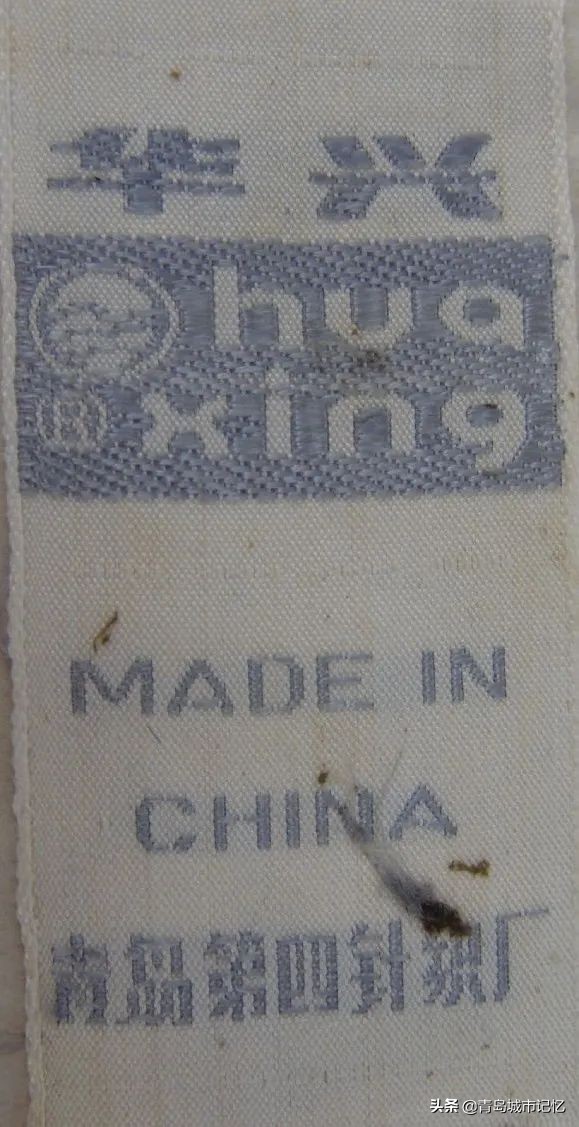 华兴
hua
® xing
MADE IN
CHINA
青岛第四针织厂
头条 @青岛城市记忆